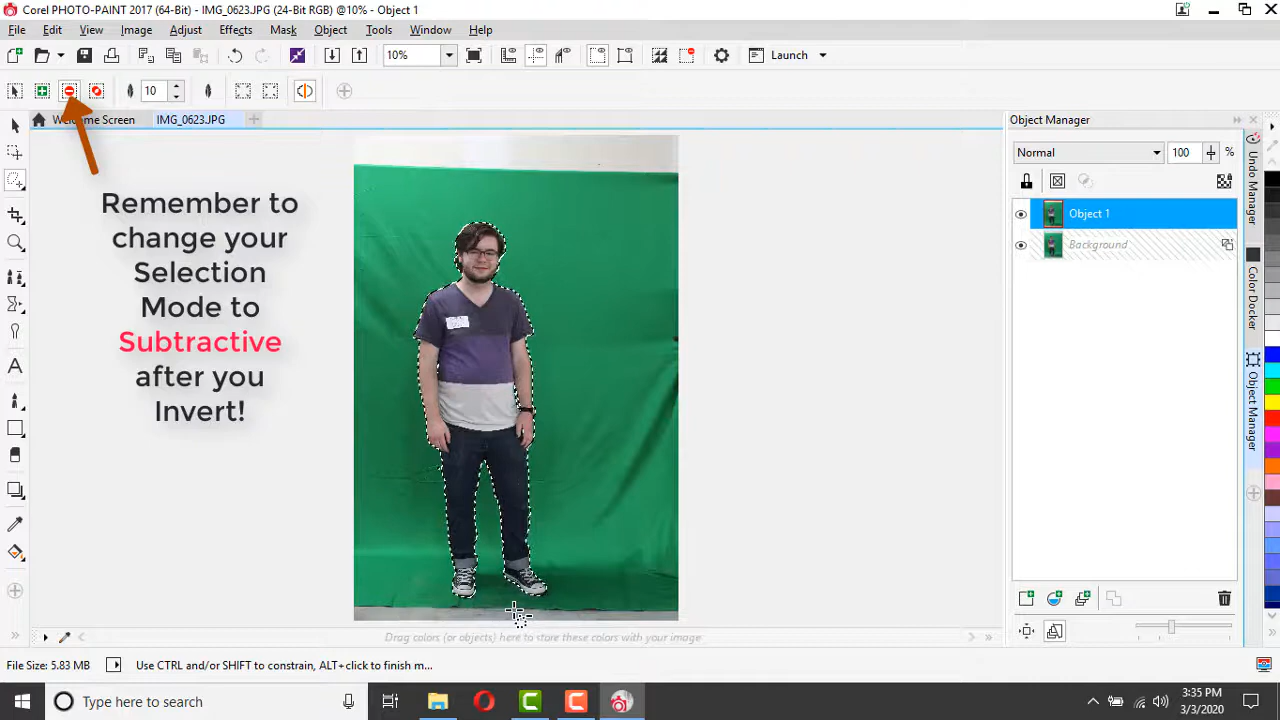 Corel PHOTO-PAINT 2017 (64-Bit) - IMG_0623.JPG (24-Bit RGB) @10% - Object 1
File Edit View Image Adjust Effects Mask Object Tools Window Help
10% Launch
10
Welcome Screen IMG_0623.JPG
Object Manager
Normal 100 %
Object 1
Background
Undo Manager
Color Docker
Object Manager
Remember to
change your
Selection
Mode to
Subtractive
after you
Invert!
Drag colors (or objects) here to store these colors with your image
File Size: 5.83 MB Use CTRL and/or SHIFT to constrain, ALT+click to finish m...
Type here to search
3:35 PM
3/3/2020